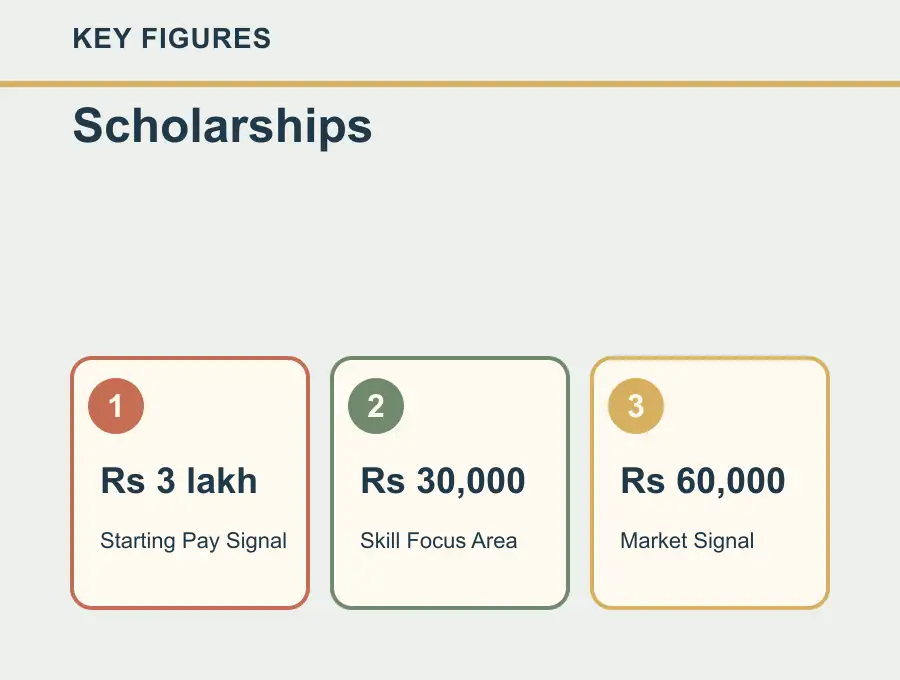 KEY FIGURES
Scholarships
1
2
3
Rs 3 lakh
Rs 30,000
Rs 60,000
Starting Pay Signal
Skill Focus Area
Market Signal